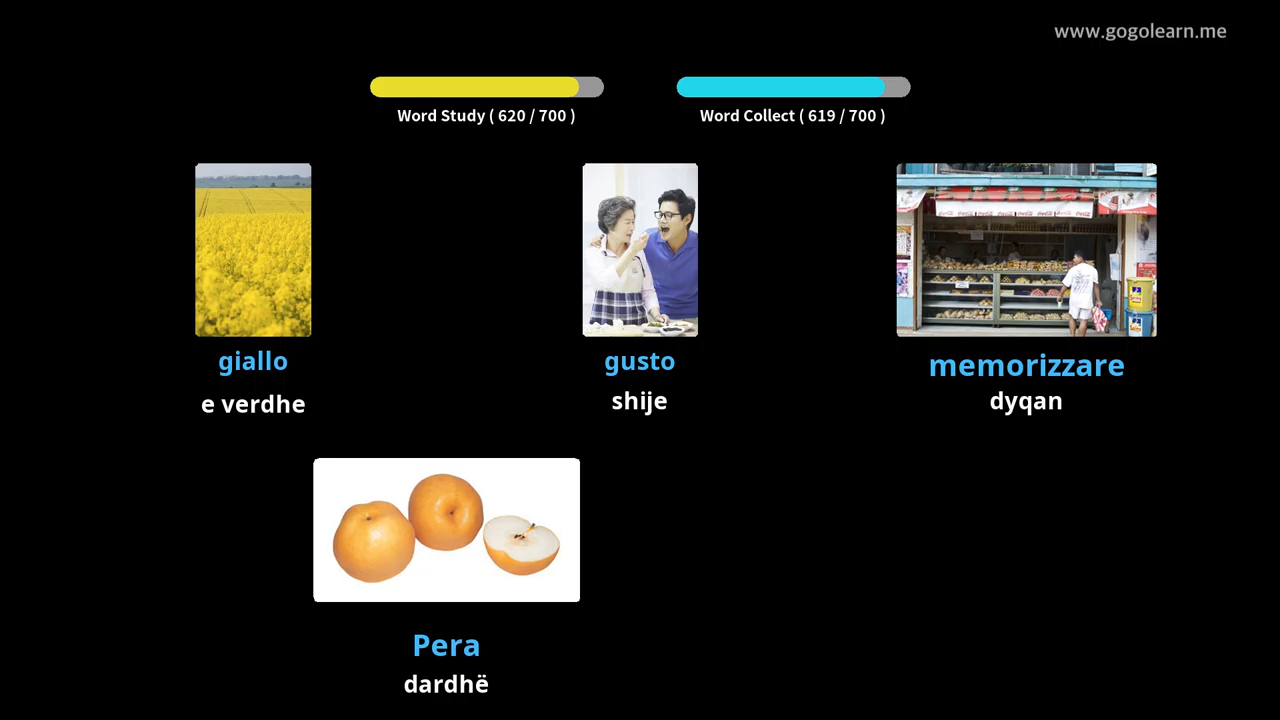 www.gogolearn.me
Word Study ( 620 / 700 )
Word Collect ( 619 / 700 )
giallo
e verdhe
gusto
shije
memorizzare
dyqan
Pera
dardhë